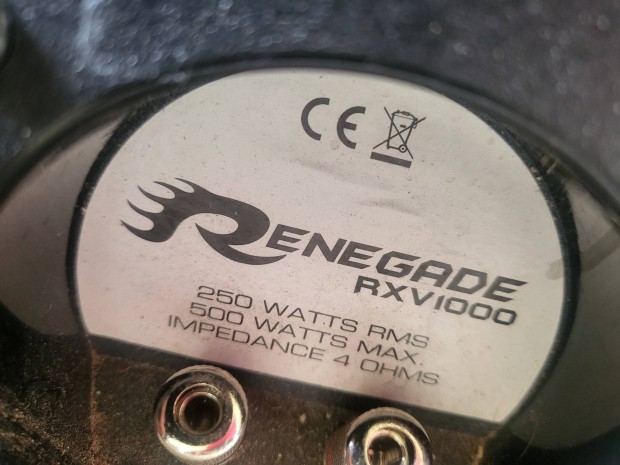 CE
RENEGADE
RXV1000
250 WATTS RMS
500 WATTS MAX.
IMPEDANCE 4 OHMS